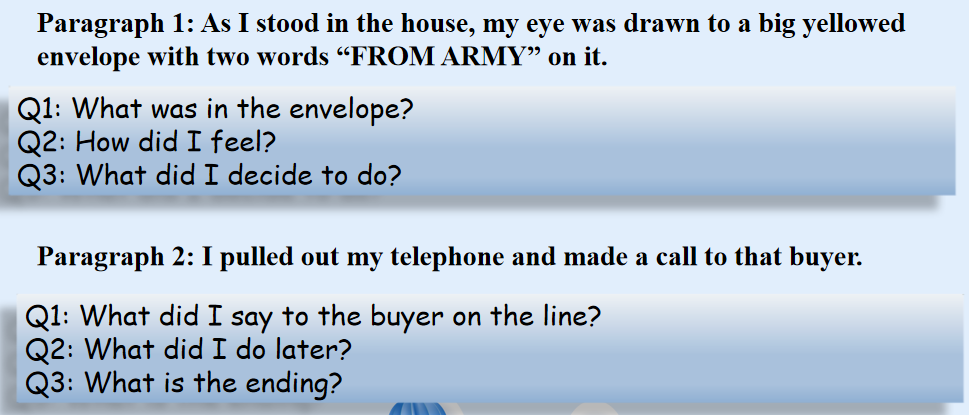 Paragraph 1: As I stood in the house, my eye was drawn to a big yellowed
envelope with two words “FROM ARMY” on it.
Q1: What was in the envelope?
Q2: How did I feel?
Q3: What did I decide to do?
Paragraph 2: I pulled out my telephone and made a call to that buyer.
Q1: What did I say to the buyer on the line?
Q2: What did I do later?
Q3: What is the ending?